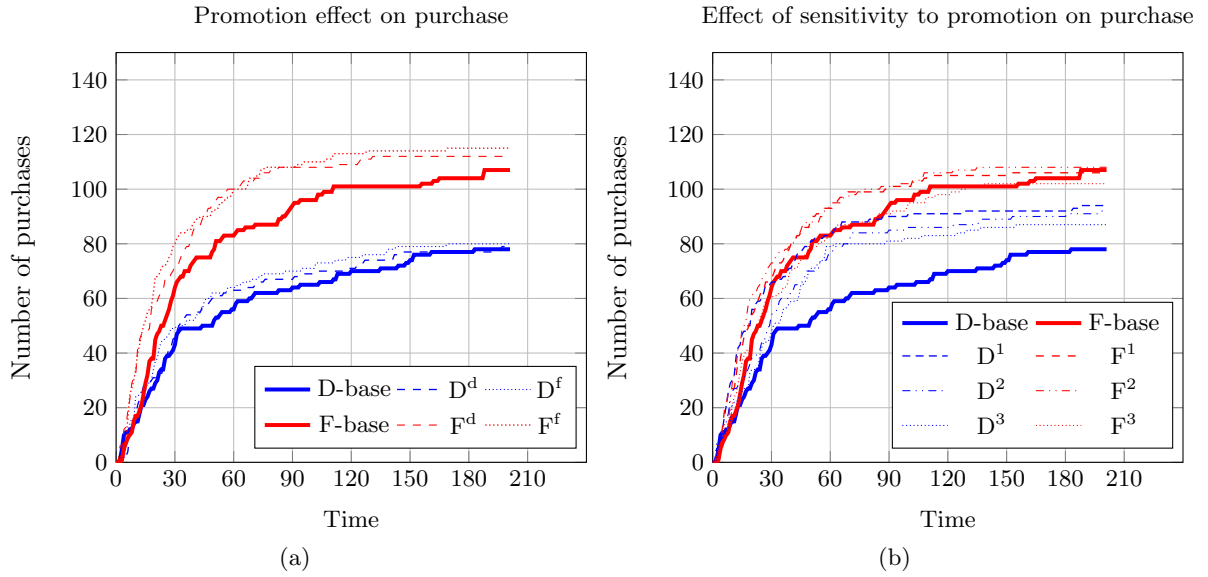 Promotion effect on purchase
Number of purchases
140
120
100
80
60
40
20
0
0 30 60 90 120 150 180 210
Time
D-base D^d D^f
F-base F^d F^f
(a)
Effect of sensitivity to promotion on purchase
Number of purchases
140
120
100
80
60
40
20
0
0 30 60 90 120 150 180 210
Time
D-base F-base
D^1 F^1
D^2 F^2
D^3 F^3
(b)